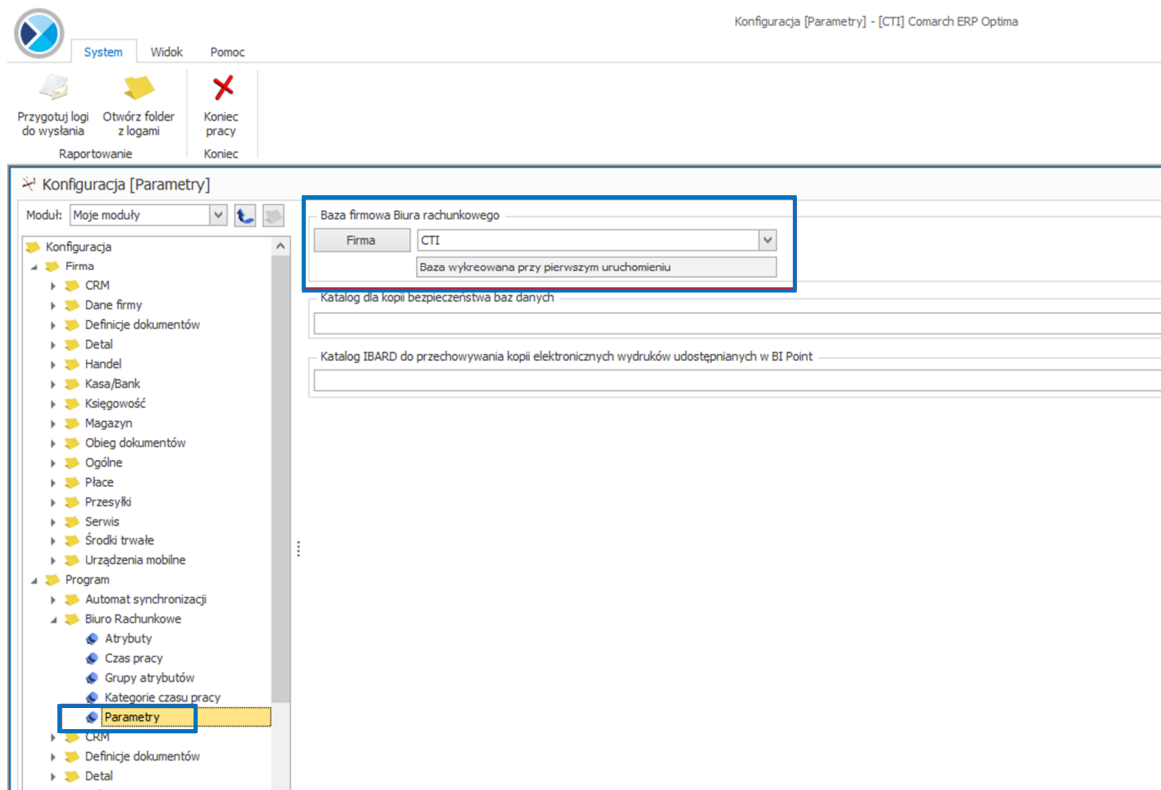 Konfiguracja [Parametry] - [CTI] Comarch ERP Optima
System Widok Pomoc
Przygotuj logi do wysłania
Otwórz folder z logami
Koniec pracy
Raportowanie
Koniec
Konfiguracja [Parametry]
Moduł: Moje moduły
Konfiguracja
Firma
CRM
Dane firmy
Definicje dokumentów
Detal
Handel
Kasa/Bank
Księgowość
Magazyn
Obieg dokumentów
Ogólne
Płace
Przesyłki
Serwis
Środki trwałe
Urządzenia mobilne
Program
Automat synchronizacji
Biuro Rachunkowe
Atrybuty
Czas pracy
Grupy atrybutów
Kategorie czasu pracy
Parametry
CRM
Definicje dokumentów
Detal
Baza firmowa Biura rachunkowego
Firma CTI
Baza wykreowana przy pierwszym uruchomieniu
Katalog dla kopii bezpieczeństwa baz danych
Katalog IBARD do przechowywania kopii elektronicznych wydruków udostępnianych w BI Point